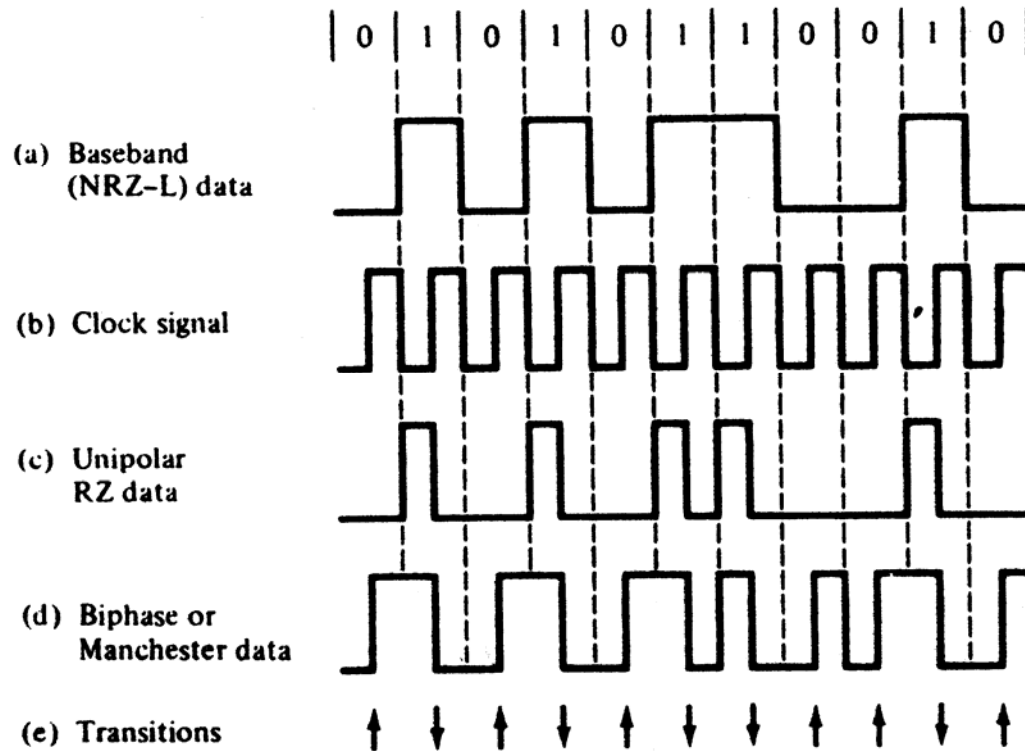 0 1 0 1 0 1 1 0 0 1 0
(a) Baseband
(NRZ-L) data
(b) Clock signal
(c) Unipolar
RZ data
(d) Biphase or
Manchester data
(e) Transitions